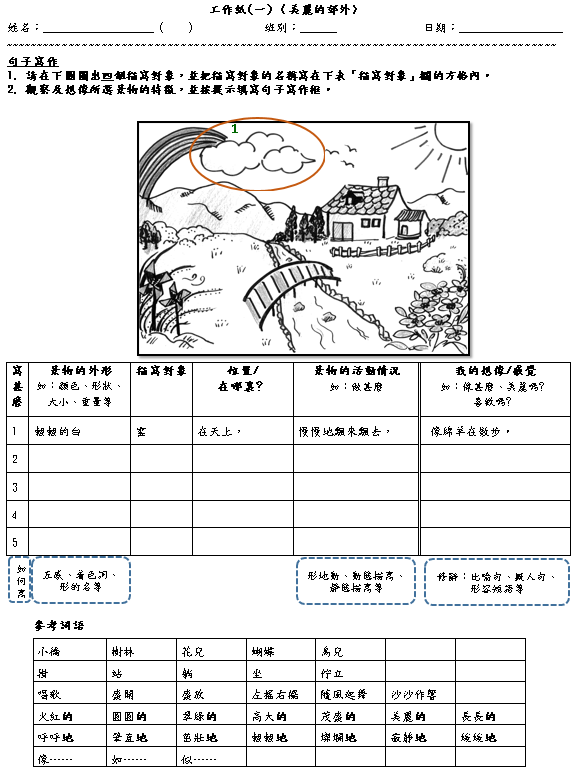 工作紙(一)〈美麗的郊外〉
姓名：________________ (    )    班別：______    日期：______________
句子寫作
1. 請在下圖圈出四個描寫對象，並把描寫對象的名稱寫在下表「描寫對象」欄的方格內。
2. 觀察及想像所選景物的特徵，並按提示填寫句子寫作框。
1
寫甚麼 景物的外形 如：顏色、形狀、大小、重量等 描寫對象 位置/在哪裏? 景物的活動情況 如：做甚麼 我的想像/感覺 如：像甚麼、美麗嗎?喜歡嗎?
1 輕輕的白 雲 在天上， 慢慢地飄來飄去， 像綿羊在散步。
2
3
4
5
如何寫 五感、着色詞、形的名等 形地動、動態描寫、靜態描寫等 修辭：比喻句、擬人句、形容短語等
參考詞語
小橋 樹林 花兒 蝴蝶 鳥兒
掛 站 躺 坐 佇立
唱歌 盛開 盛放 左搖右擺 隨風起舞 沙沙作響
火紅的 圓圓的 翠綠的 高大的 茂盛的 美麗的 長長的
呼呼地 筆直地 茁壯地 輕輕地 燦爛地 寂靜地 緩緩地
像…… 如…… 似……